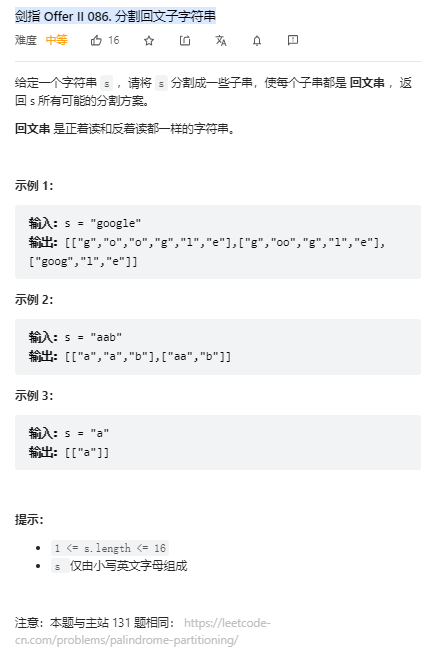 剑指 Offer II 086. 分割回文子字符串
难度 中等 16
给定一个字符串 s ，请将 s 分割成一些子串，使每个子串都是 回文串 ，返
回 s 所有可能的分割方案。
回文串 是正着读和反着读都一样的字符串。
示例 1：
输入：s = "google"
输出：[["g","o","o","g","l","e"],["g","oo","g","l","e"],
["goog","l","e"]]
示例 2：
输入：s = "aab"
输出：[["a","a","b"],["aa","b"]]
示例 3：
输入：s = "a"
输出：[["a"]]
提示：
1 <= s.length <= 16
s 仅由小写英文字母组成
注意：本题与主站 131 题相同： https://leetcode-
cn.com/problems/palindrome-partitioning/